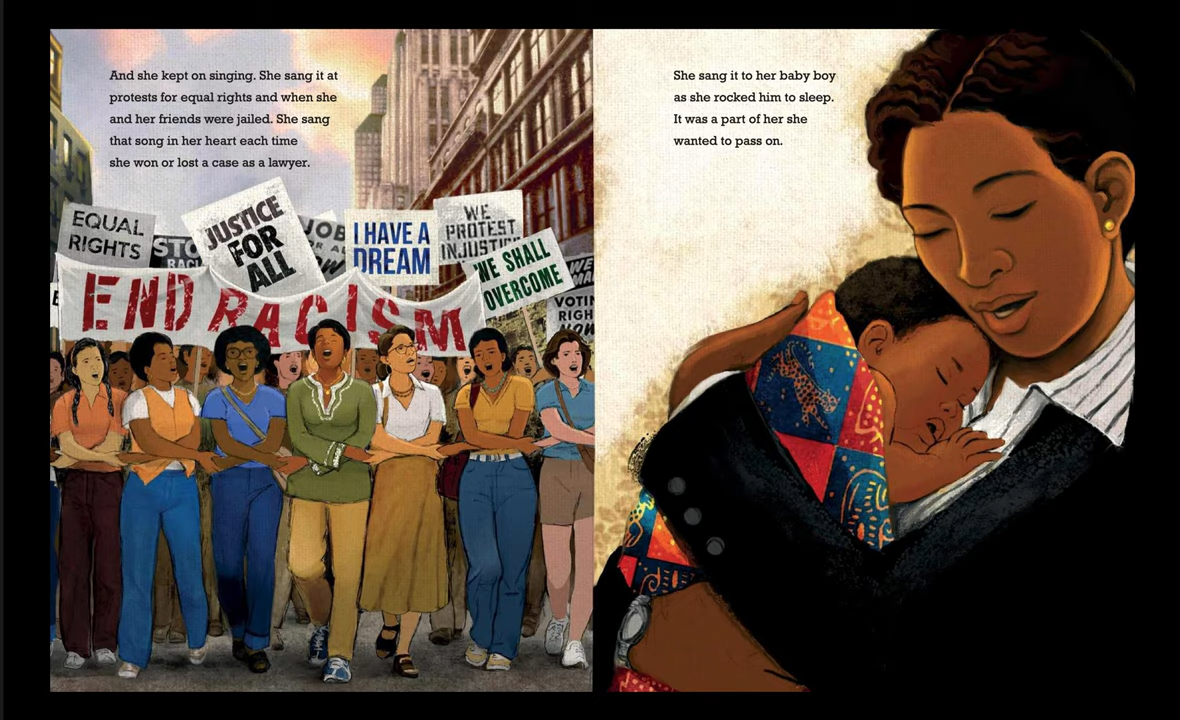 And she kept on singing. She sang it at
protests for equal rights and when she
and her friends were jailed. She sang
that song in her heart each time
she won or lost a case as a lawyer.
EQUAL
RIGHTS
JUSTICE
FOR
ALL
I HAVE A
DREAM
WE
PROTEST
INJUSTICE
WE SHALL
OVERCOME
END RACISM
She sang it to her baby boy
as she rocked him to sleep.
It was a part of her she
wanted to pass on.